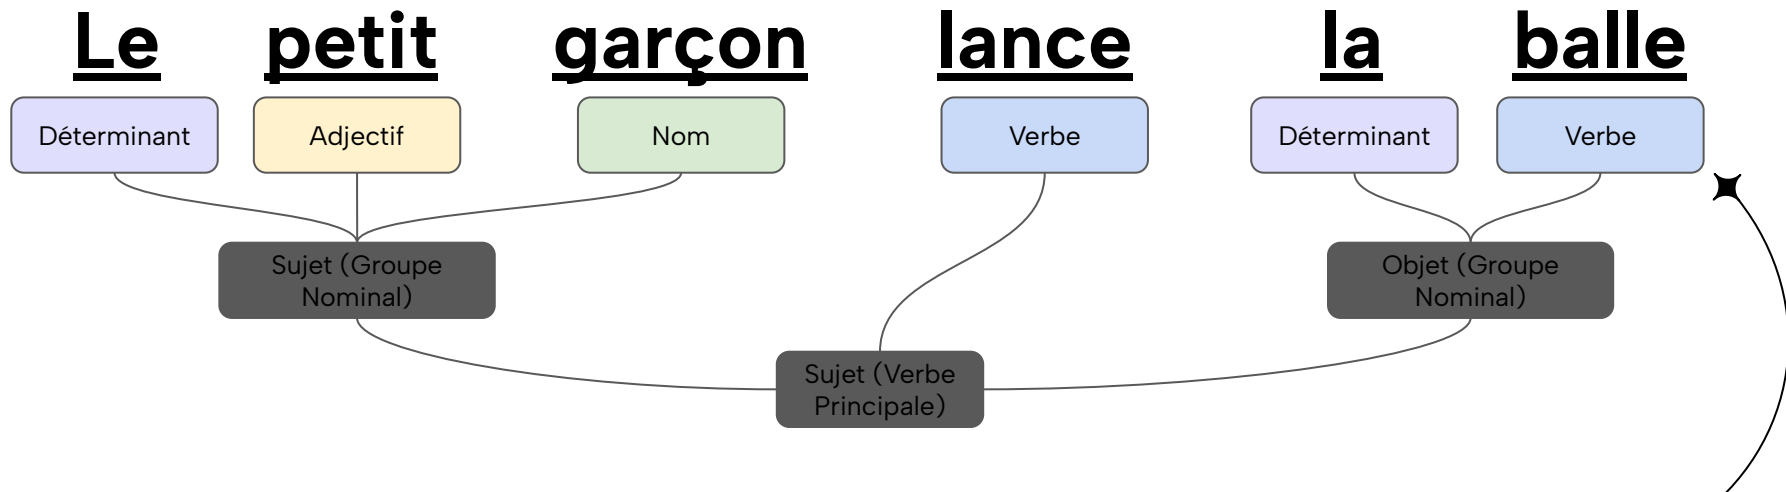 Le petit garçon lance la balle
Déterminant Adjectif Nom Verbe Déterminant Verbe
Sujet (Groupe
Nominal)
Objet (Groupe
Nominal)
Sujet (Verbe
Principale)